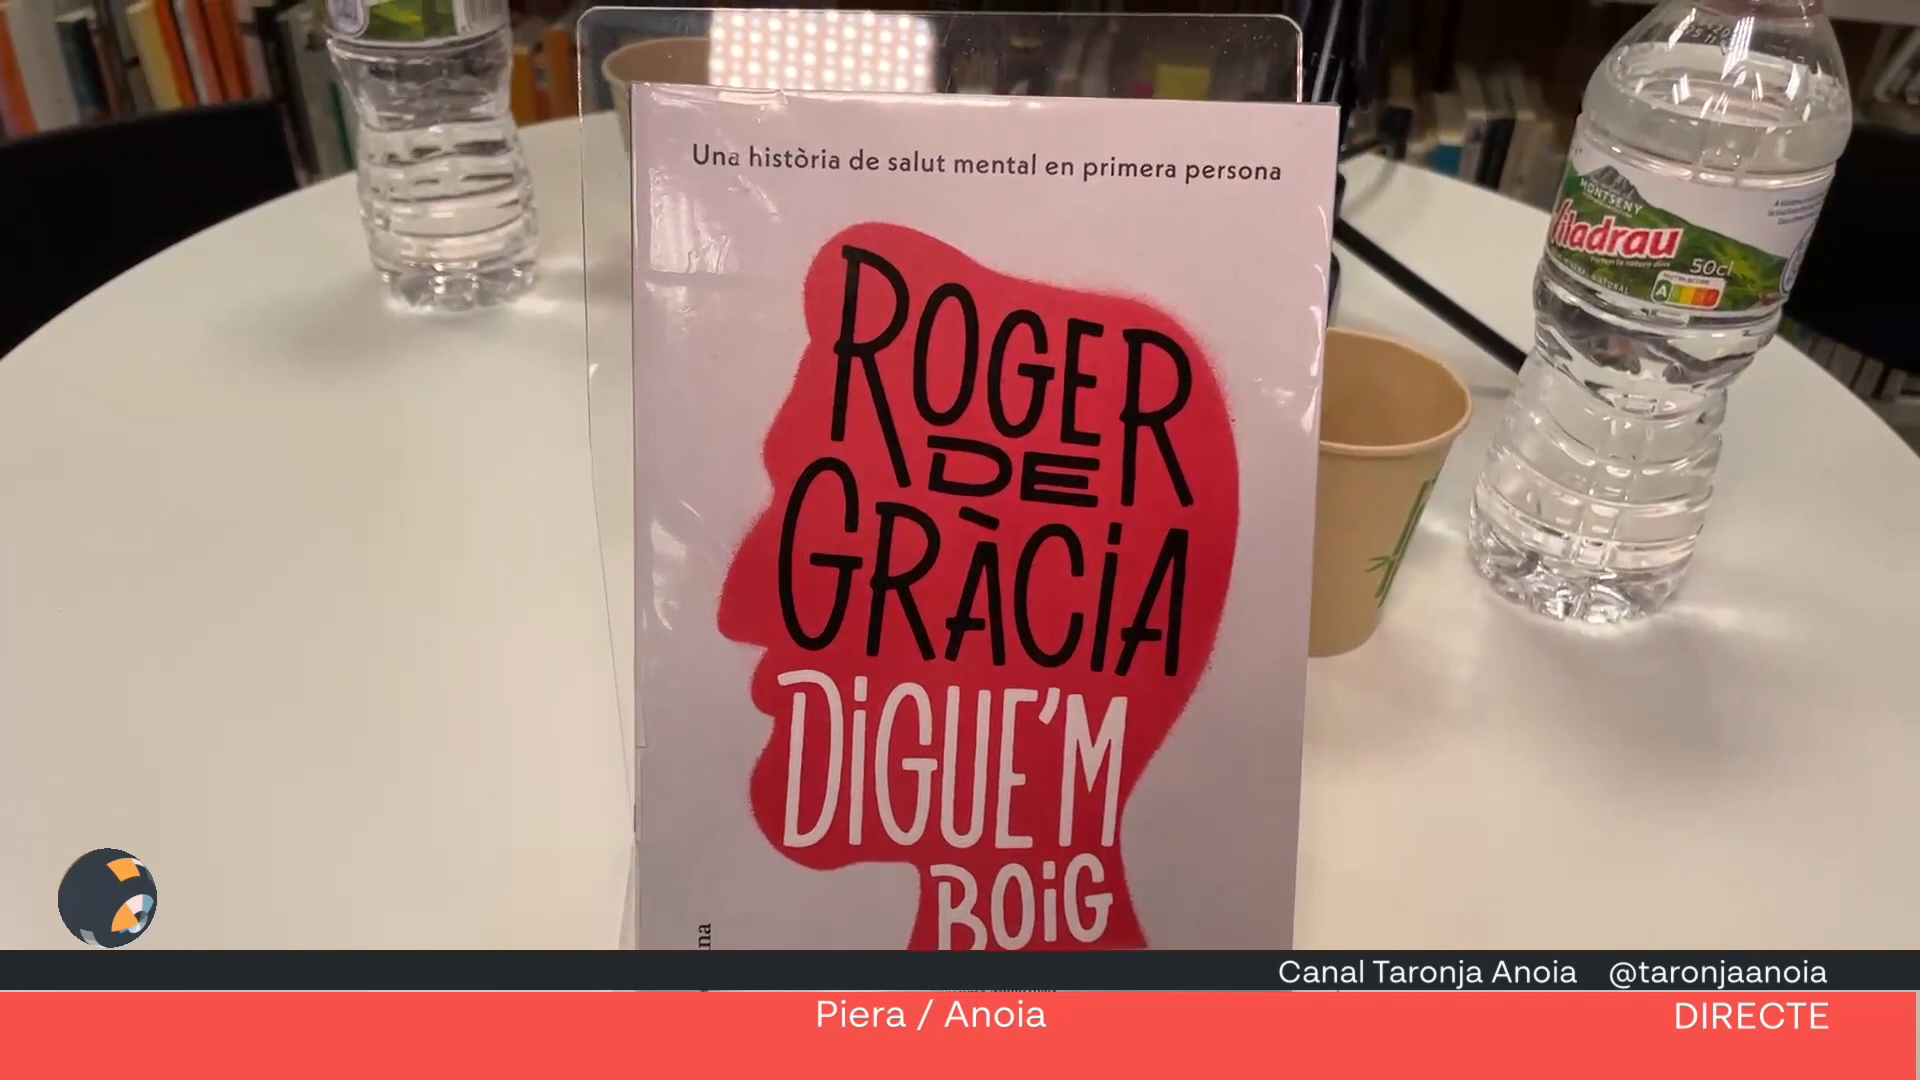 Una història de salut mental en primera persona
ROGER
DE
GRÀCIA
DIGUE'M
BOIG
MONTSENY
Viladrau
50cl
A
na
Canal Taronja Anoia @taronjaanoia
Piera / Anoia
DIRECTE